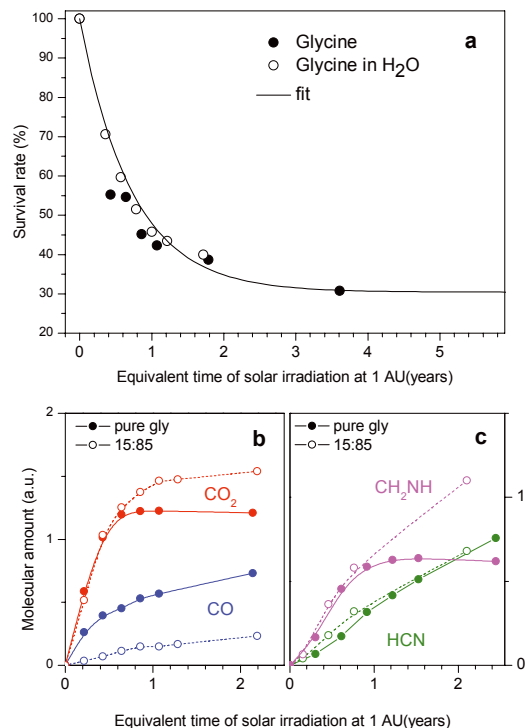 a
Glycine
Glycine in H₂O
fit
Survival rate (%)
100
90
80
70
60
50
40
30
20
0 1 2 3 4 5
Equivalent time of solar irradiation at 1 AU(years)
b
pure gly
15:85
CO₂
CO
Molecular amount (a.u.)
2
1
0
0 1 2
c
pure gly
15:85
CH₂NH
HCN
1
0
0 1 2
Equivalent time of solar irradiation at 1 AU(years)